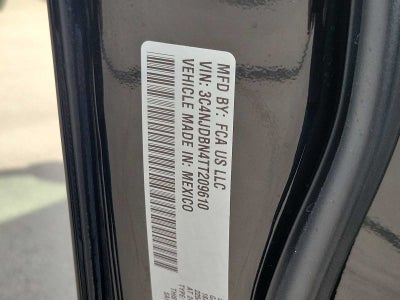 MFD BY: FCA US LLC
VIN: 3C4NJDBN4TT209610
VEHICLE MADE IN: MEXICO